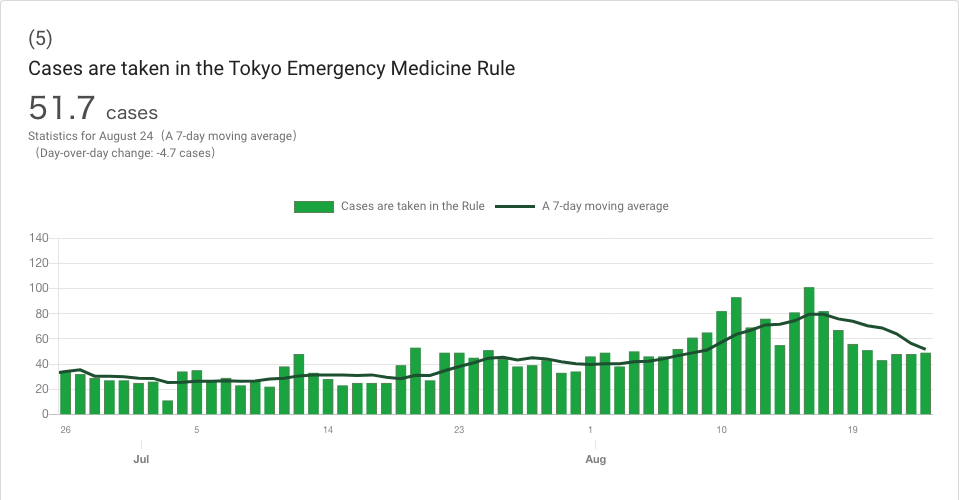 (5)
Cases are taken in the Tokyo Emergency Medicine Rule
51.7 cases
Statistics for August 24（A 7-day moving average）
（Day-over-day change: -4.7 cases）
Cases are taken in the Rule A 7-day moving average
140
120
100
80
60
40
20
0
26 5 14 23 1 10 19
Jul Aug